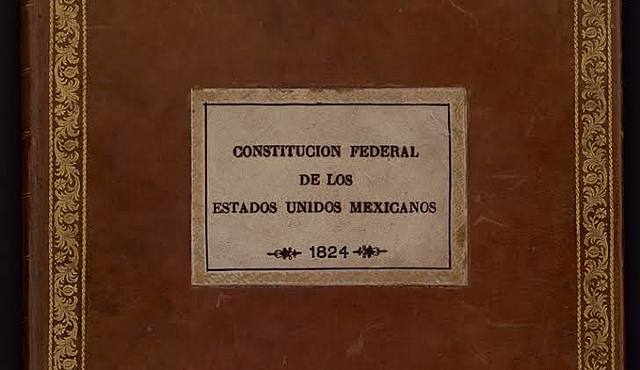 CONSTITUCION FEDERAL
DE LOS
ESTADOS UNIDOS MEXICANOS
1824